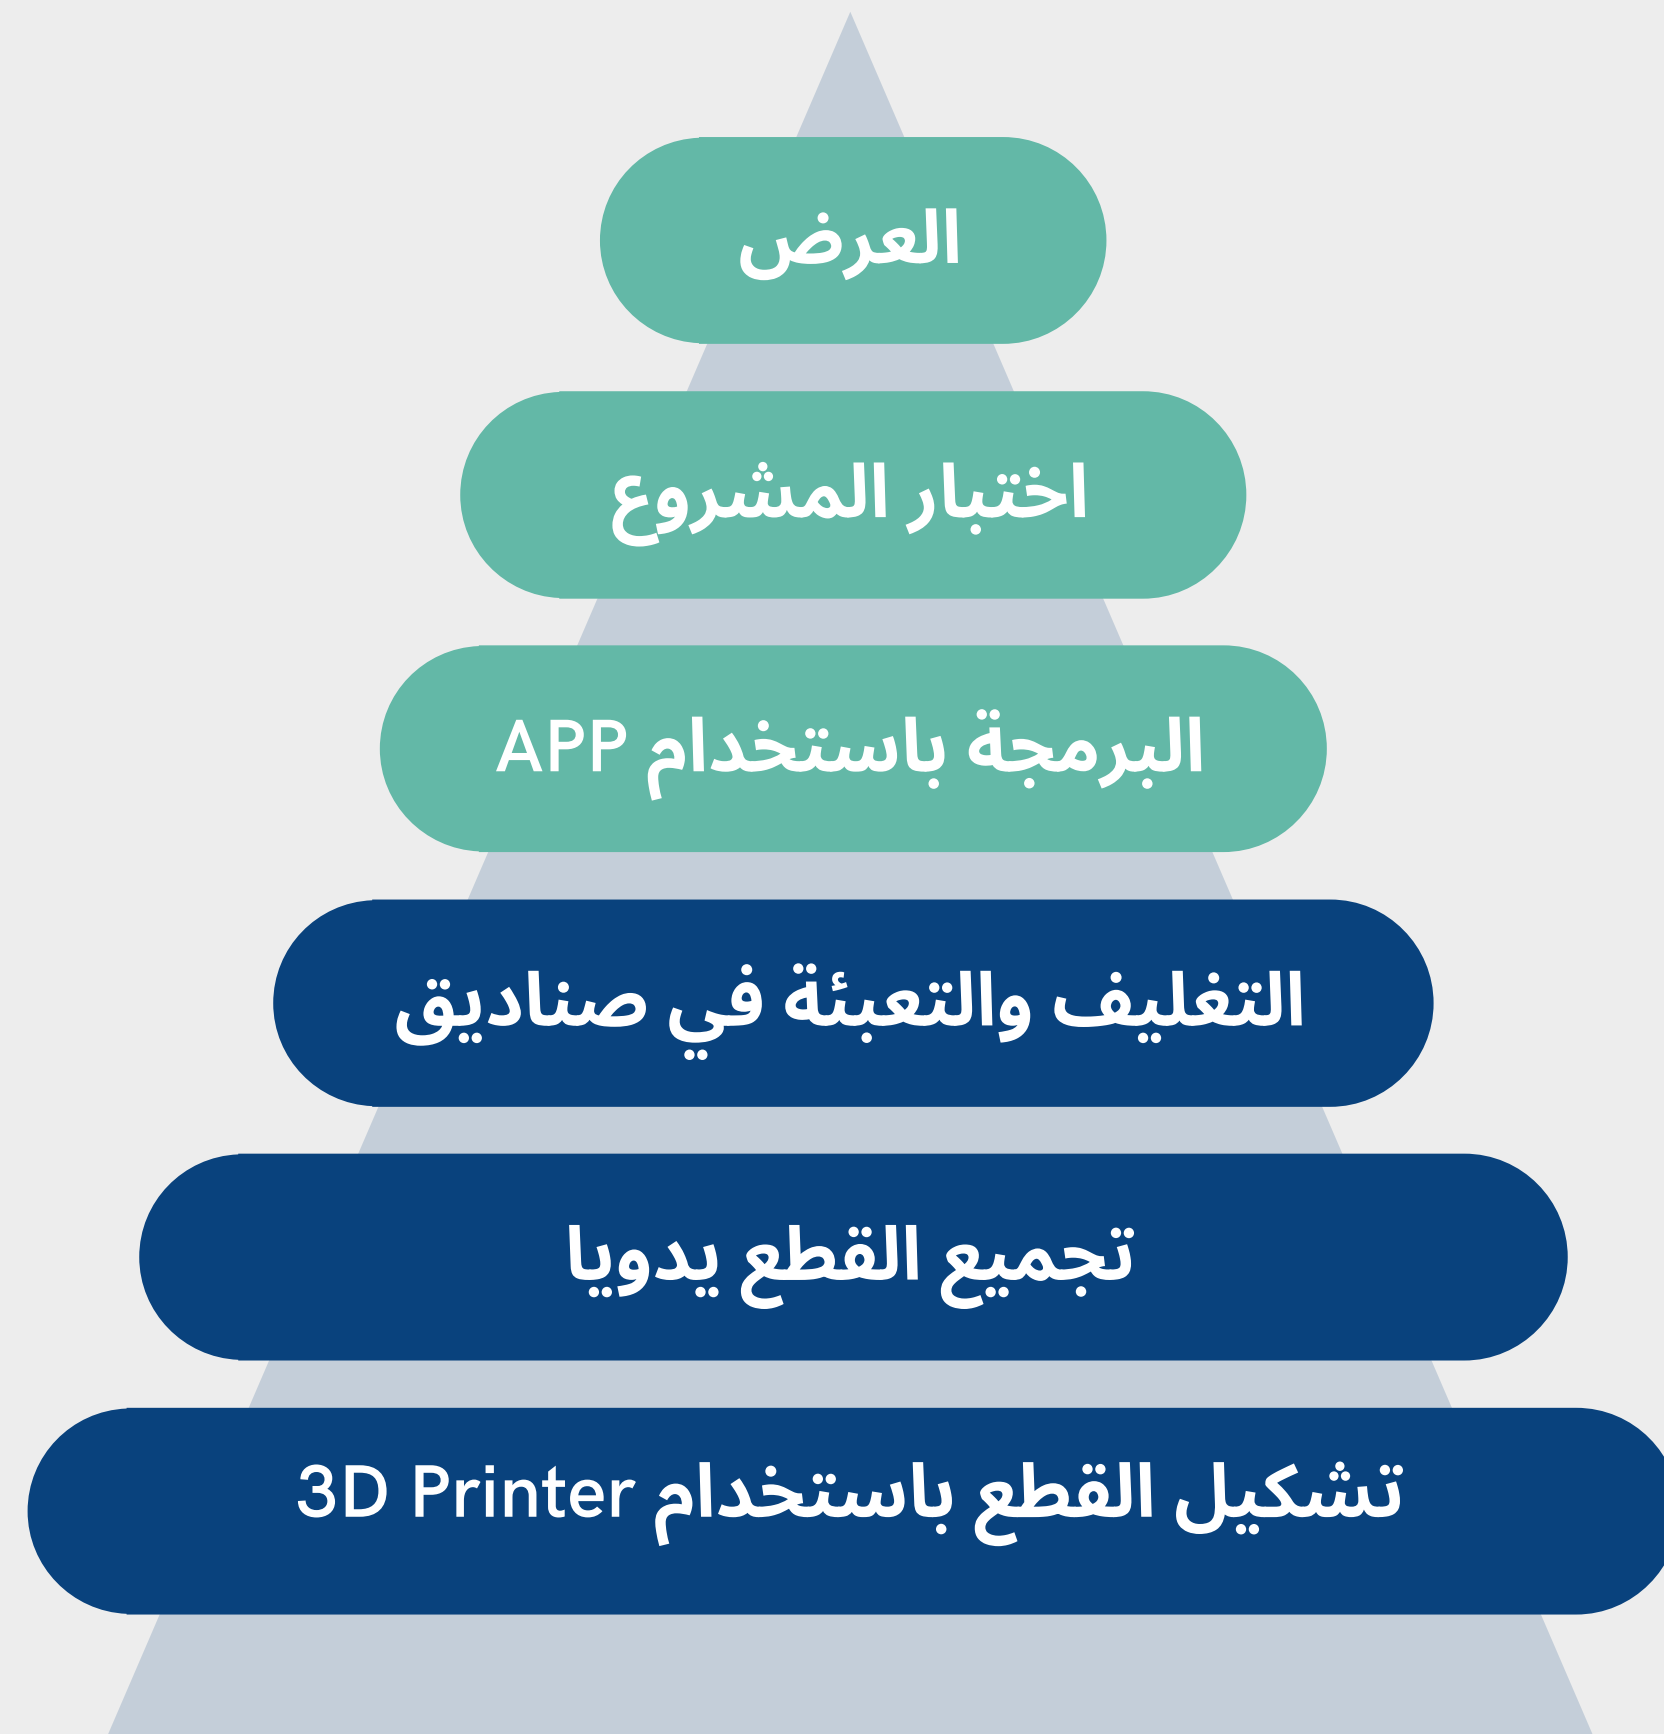 العرض
اختبار المشروع
البرمجة باستخدام APP
التغليف والتعبئة في صناديق
تجميع القطع يدويا
تشكيل القطع باستخدام 3D Printer